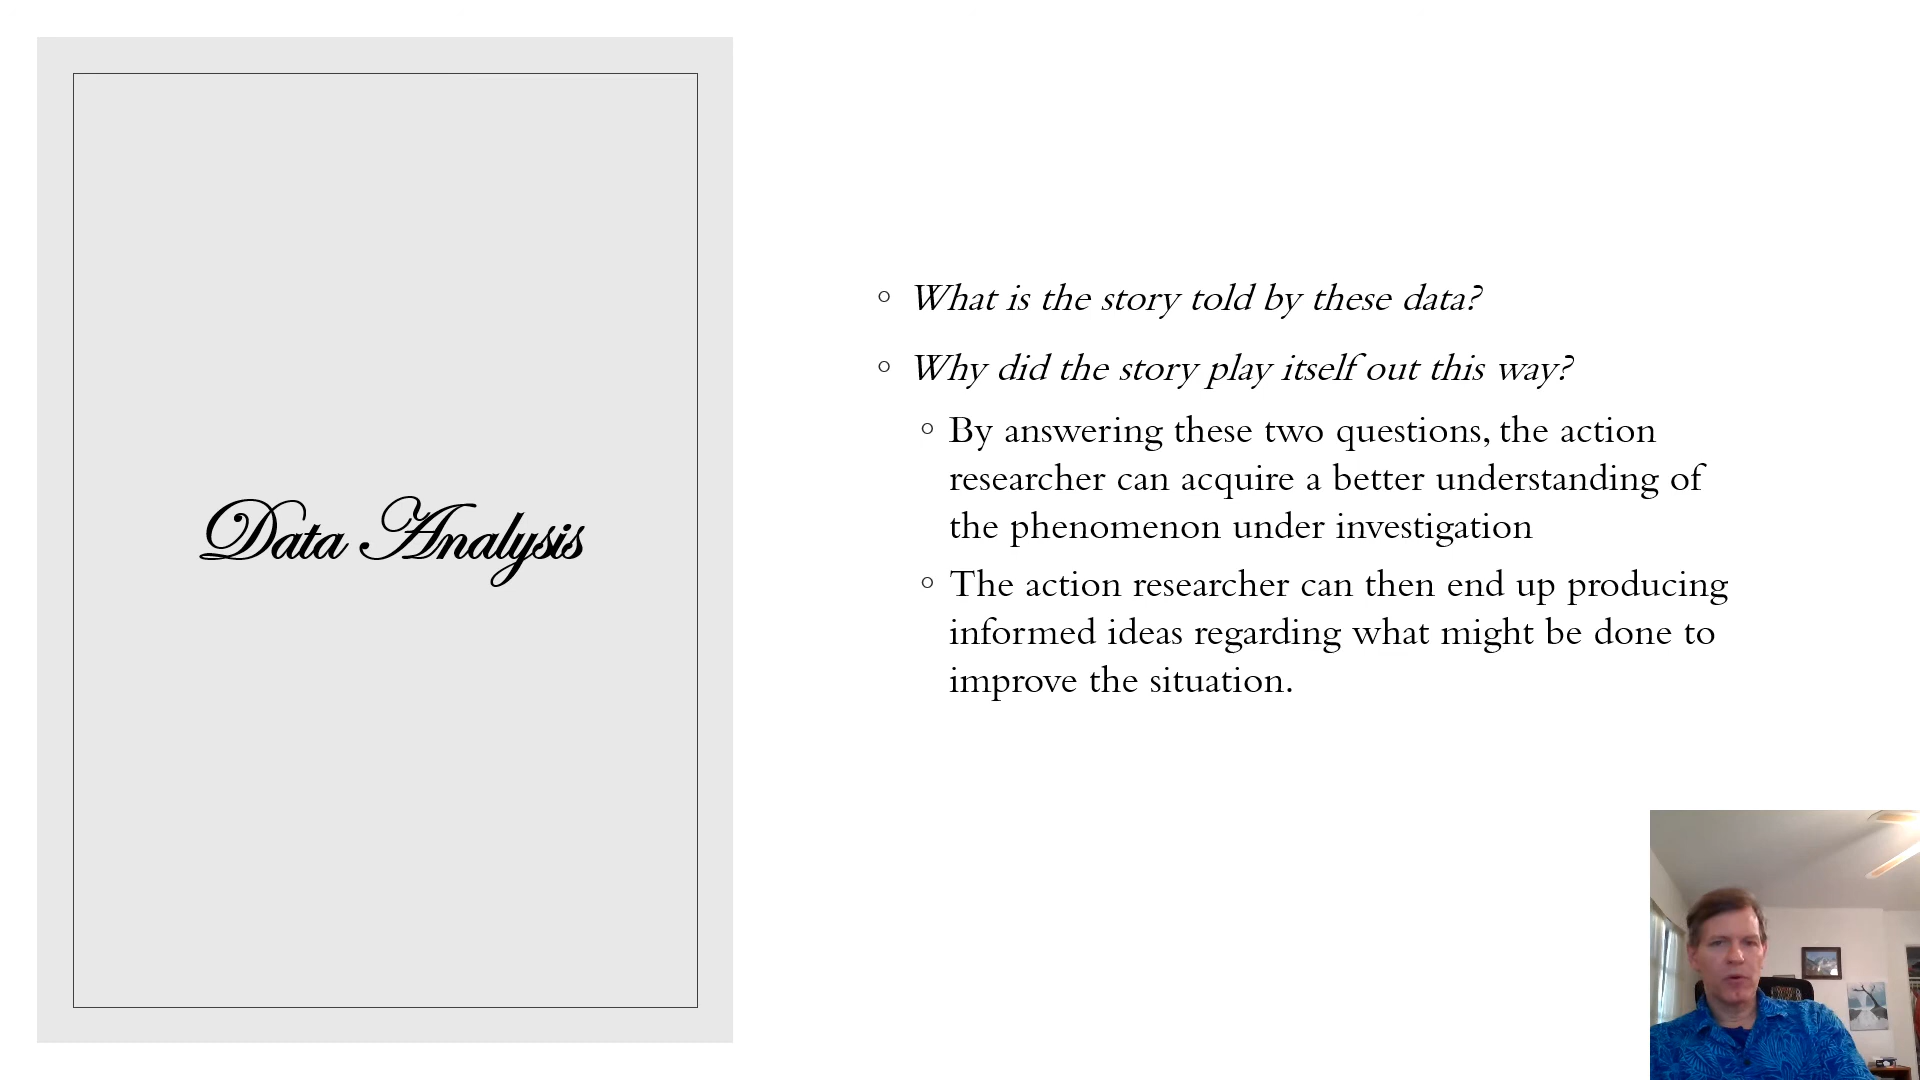 Data Analysis
◦ What is the story told by these data?
◦ Why did the story play itself out this way?
◦ By answering these two questions, the action
researcher can acquire a better understanding of
the phenomenon under investigation
◦ The action researcher can then end up producing
informed ideas regarding what might be done to
improve the situation.